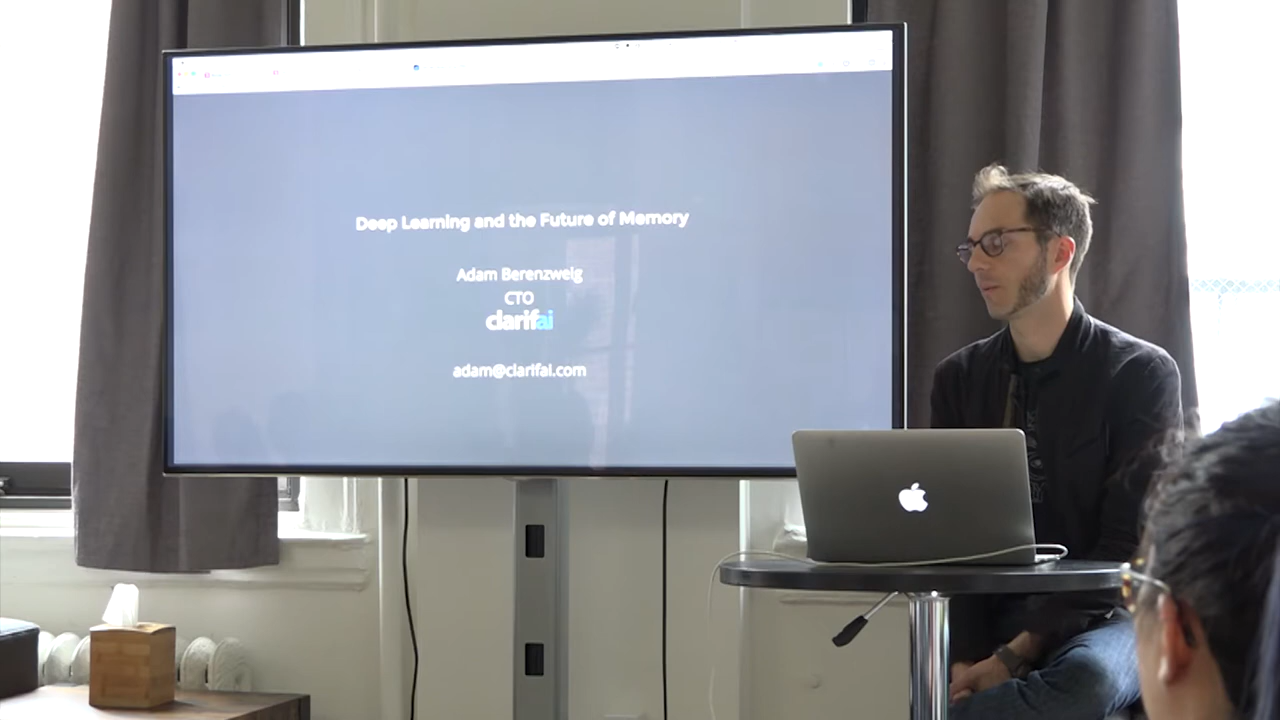 Deep Learning and the Future of Memory
Adam Berenzweig
CTO
clarifai
adam@clarifai.com